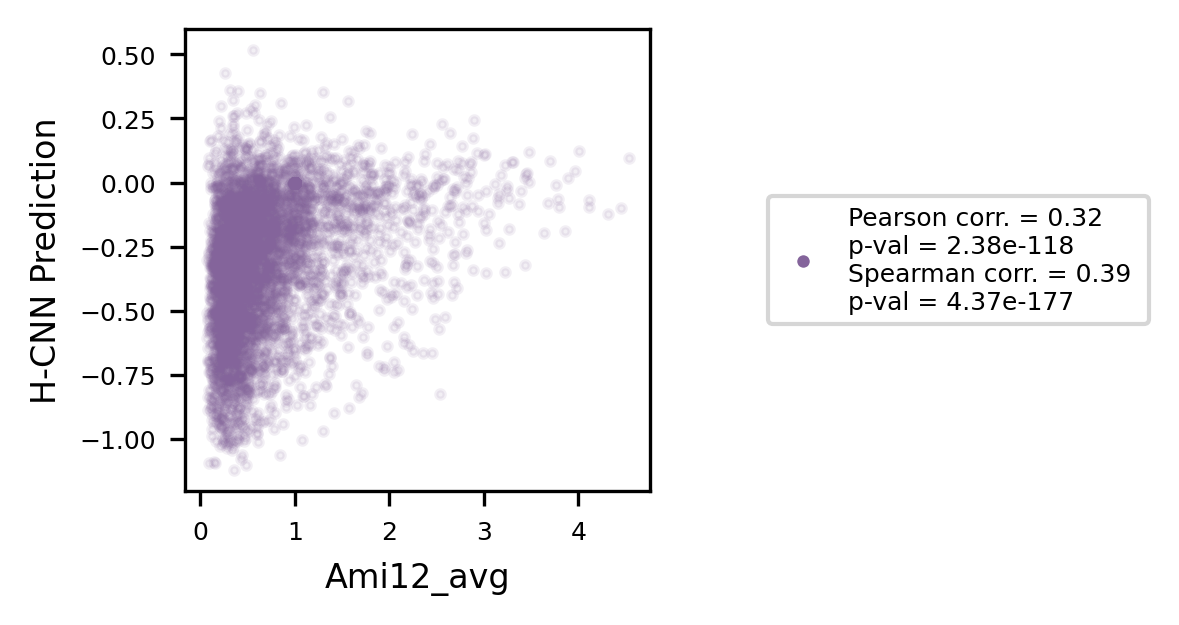 0.50
0.25
0.00
−0.25
−0.50
−0.75
−1.00
H-CNN Prediction
0 1 2 3 4
Ami12_avg
Pearson corr. = 0.32
p-val = 2.38e-118
Spearman corr. = 0.39
p-val = 4.37e-177